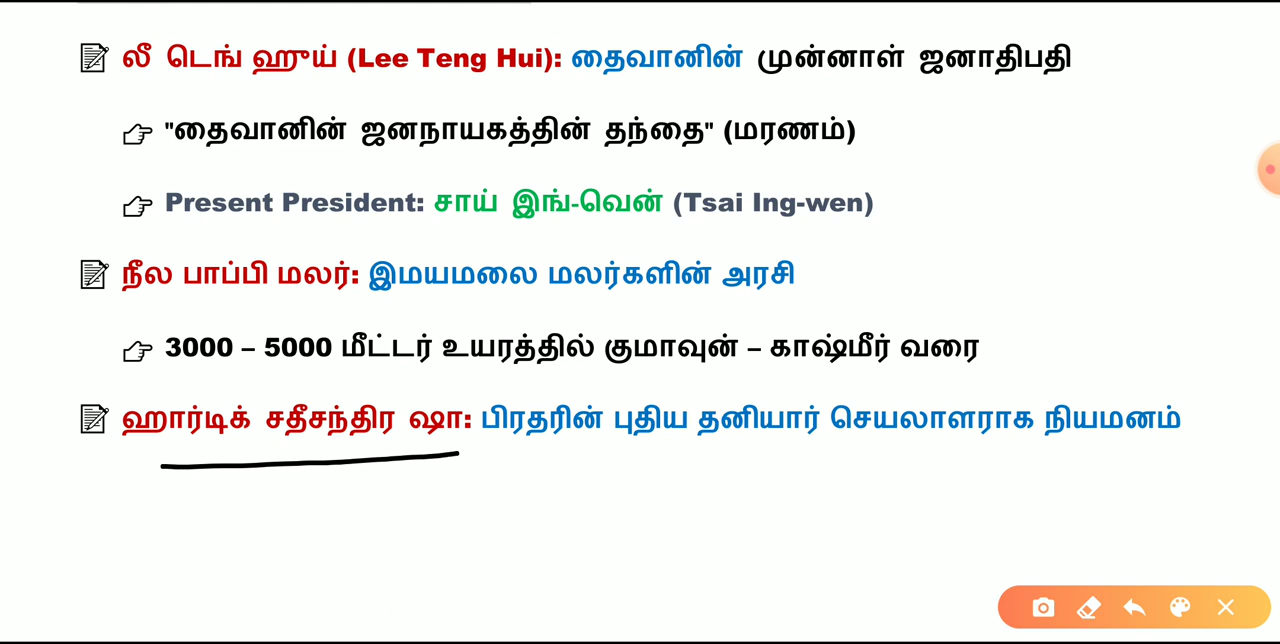 லீ டெங் ஹுய் (Lee Teng Hui): தைவானின் முன்னாள் ஜனாதிபதி
"தைவானின் ஜனநாயகத்தின் தந்தை" (மரணம்)
Present President: சாய் இங்-வென் (Tsai Ing-wen)
நீல பாப்பி மலர்: இமயமலை மலர்களின் அரசி
3000 – 5000 மீட்டர் உயரத்தில் குமாவுன் – காஷ்மீர் வரை
ஹார்டிக் சதீசந்திர ஷா: பிரதரின் புதிய தனியார் செயலாளராக நியமனம்